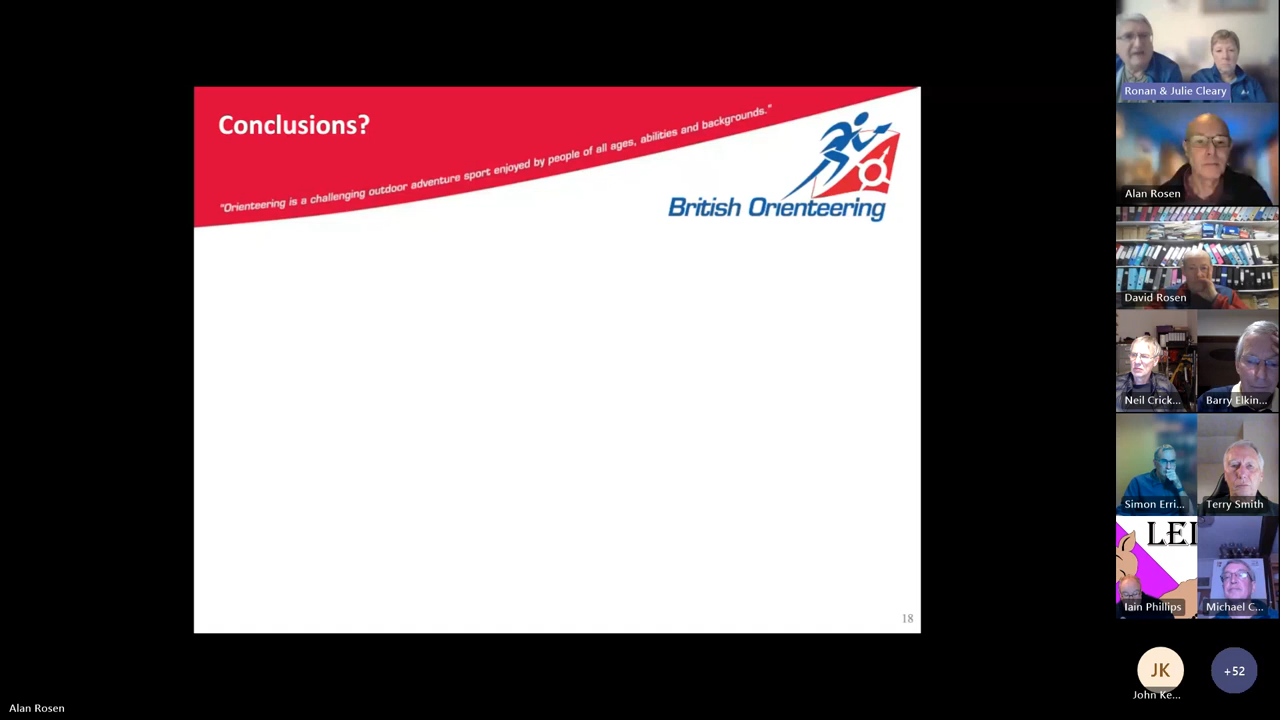 Conclusions?
"Orienteering is a challenging outdoor adventure sport enjoyed by people of all ages, abilities and backgrounds."
British Orienteering
18
Ronan & Julie Cleary
Alan Rosen
David Rosen
Neil Crick...
Barry Elkin...
Simon Erri...
Terry Smith
LEI
Iain Phillips
Michael C...
JK
John Ke...
+52
Alan Rosen